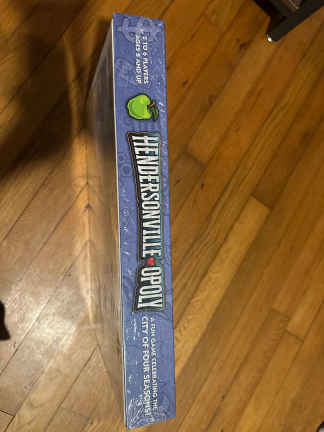 2 TO 6 PLAYERS
AGES 8 AND UP
HENDERSONVILLE-OPOLY
A FUN GAME CELEBRATING THE
CITY OF FOUR SEASONS!